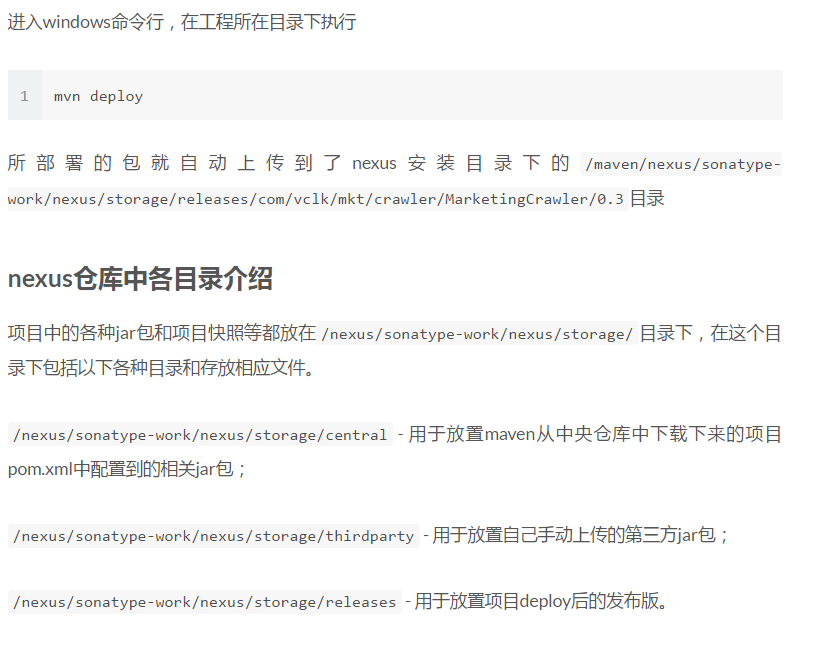 进入windows命令行，在工程所在目录下执行
1 mvn deploy
所部署的包就自动上传到了nexus安装目录下的 /maven/nexus/sonatype-
work/nexus/storage/releases/com/vclk/mkt/crawler/MarketingCrawler/0.3 目录
nexus仓库中各目录介绍
项目中的各种jar包和项目快照等都放在 /nexus/sonatype-work/nexus/storage/ 目录下，在这个目
录下包括以下各种目录和存放相应文件。
/nexus/sonatype-work/nexus/storage/central - 用于放置maven从中央仓库中下载下来的项目
pom.xml中配置到的相关jar包；
/nexus/sonatype-work/nexus/storage/thirdparty - 用于放置自己手动上传的第三方jar包；
/nexus/sonatype-work/nexus/storage/releases - 用于放置项目deploy后的发布版。